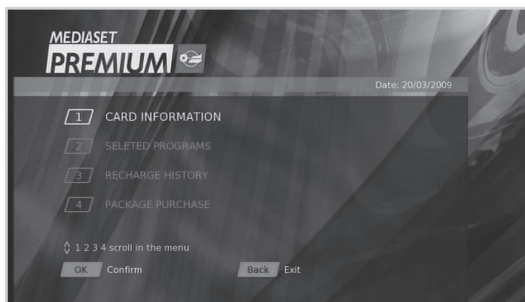 MEDIASET
PREMIUM
Date: 20/03/2009
1 CARD INFORMATION
2 SELETED PROGRAMS
3 RECHARGE HISTORY
4 PACKAGE PURCHASE
1 2 3 4 scroll in the menu
OK Confirm Back Exit